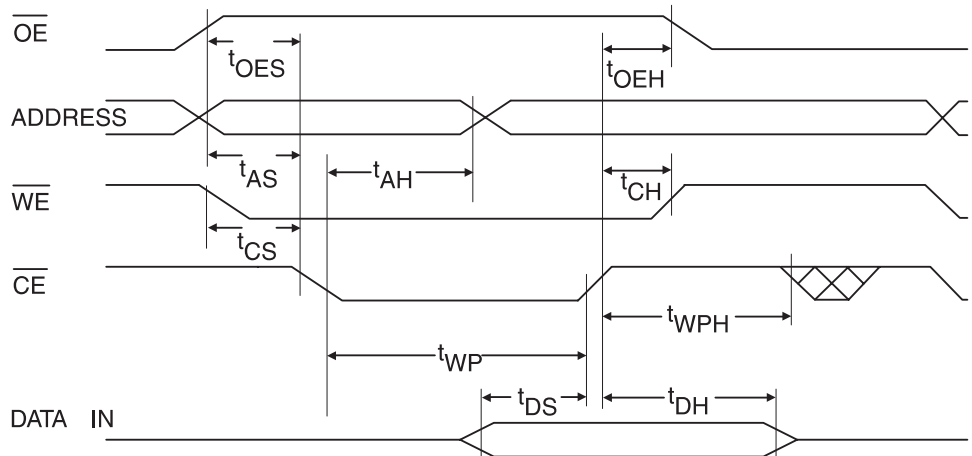 OE
tOES
tOEH
ADDRESS
tAS
tAH
tCH
WE
tCS
CE
tWPH
tWP
tDS
tDH
DATA IN